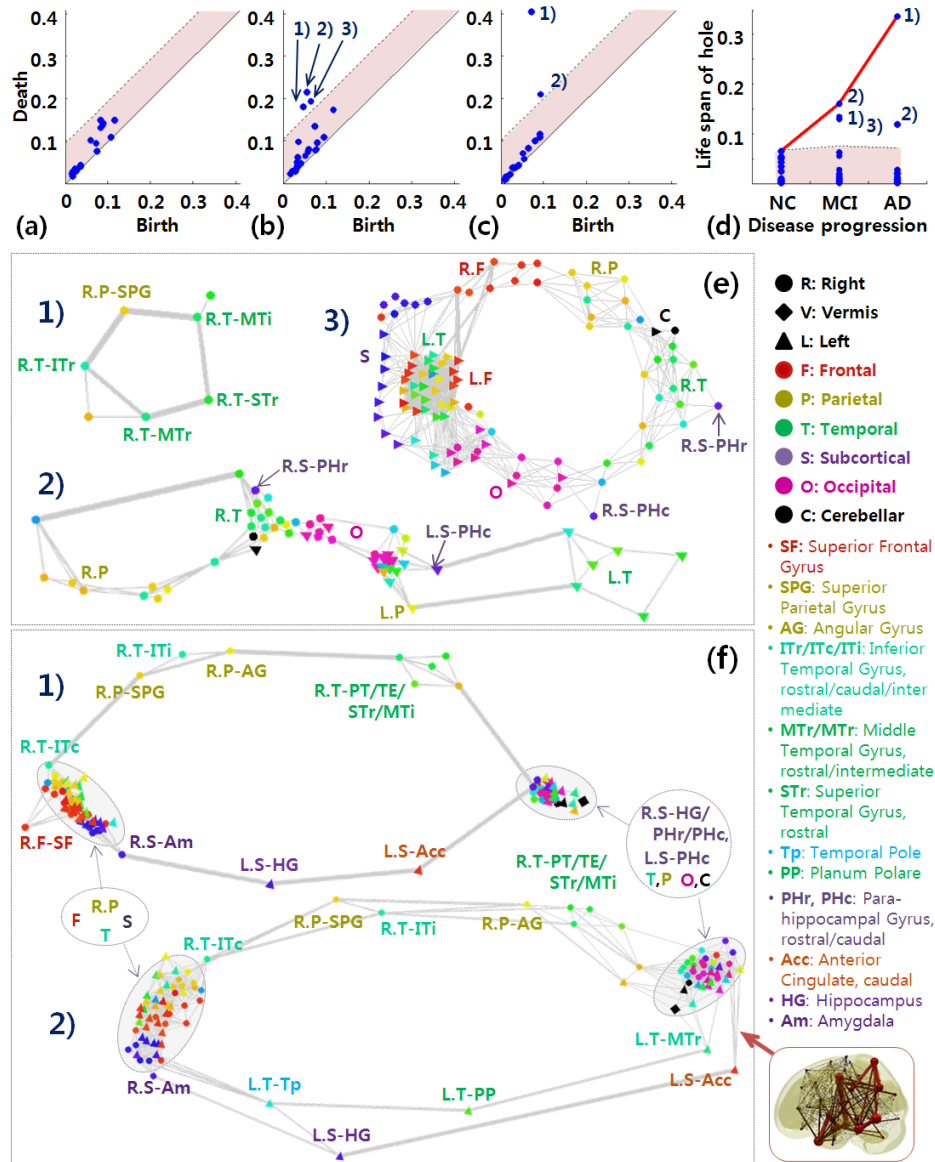 0.4
0.3
0.2
0.1
Death
0 0.1 0.2 0.3 0.4
Birth
(a)
0.4
0.3
0.2
0.1
1) 2) 3)
0 0.1 0.2 0.3 0.4
Birth
(b)
0.4
0.3
0.2
0.1
1)
2)
0 0.1 0.2 0.3 0.4
Birth
(c)
Life span of hole
0.3
0.2
0.1
0
1)
2)
1) 3)
2)
NC MCI AD
Disease progression
(d)
(e)
1)
R.P-SPG
R.T-MTi
R.T-ITr
R.T-STr
R.T-MTr
2)
R.S-PHr
R.T
O
L.S-PHc
R.P
L.P
L.T
3)
R.F
R.P
C
L.T
S
L.F
R.T
R.S-PHr
O
R.S-PHc
(f)
1)
R.T-ITi
R.P-AG
R.P-SPG
R.T-PT/TE/
STr/MTi
R.T-ITc
R.F-SF
R.S-Am
L.S-HG
L.S-Acc
R.S-HG/
PHr/PHc,
L.S-PHc
T,P O,C
R.P
F S
T
2)
R.T-PT/TE/
STr/MTi
R.P-SPG
R.T-ITi
R.P-AG
R.T-ITc
L.T-MTr
R.S-Am
L.T-Tp
L.T-PP
L.S-Acc
L.S-HG
R: Right
V: Vermis
L: Left
F: Frontal
P: Parietal
T: Temporal
S: Subcortical
O: Occipital
C: Cerebellar
• SF: Superior Frontal
Gyrus
• SPG: Superior
Parietal Gyrus
• AG: Angular Gyrus
• ITr/ITc/ITi: Inferior
Temporal Gyrus,
rostral/caudal/inter
mediate
• MTr/MTr: Middle
Temporal Gyrus,
rostral/intermediate
• STr: Superior
Temporal Gyrus,
rostral
• Tp: Temporal Pole
• PP: Planum Polare
• PHr, PHc: Para-
hippocampal Gyrus,
rostral/caudal
• Acc: Anterior
Cingulate, caudal
• HG: Hippocampus
• Am: Amygdala